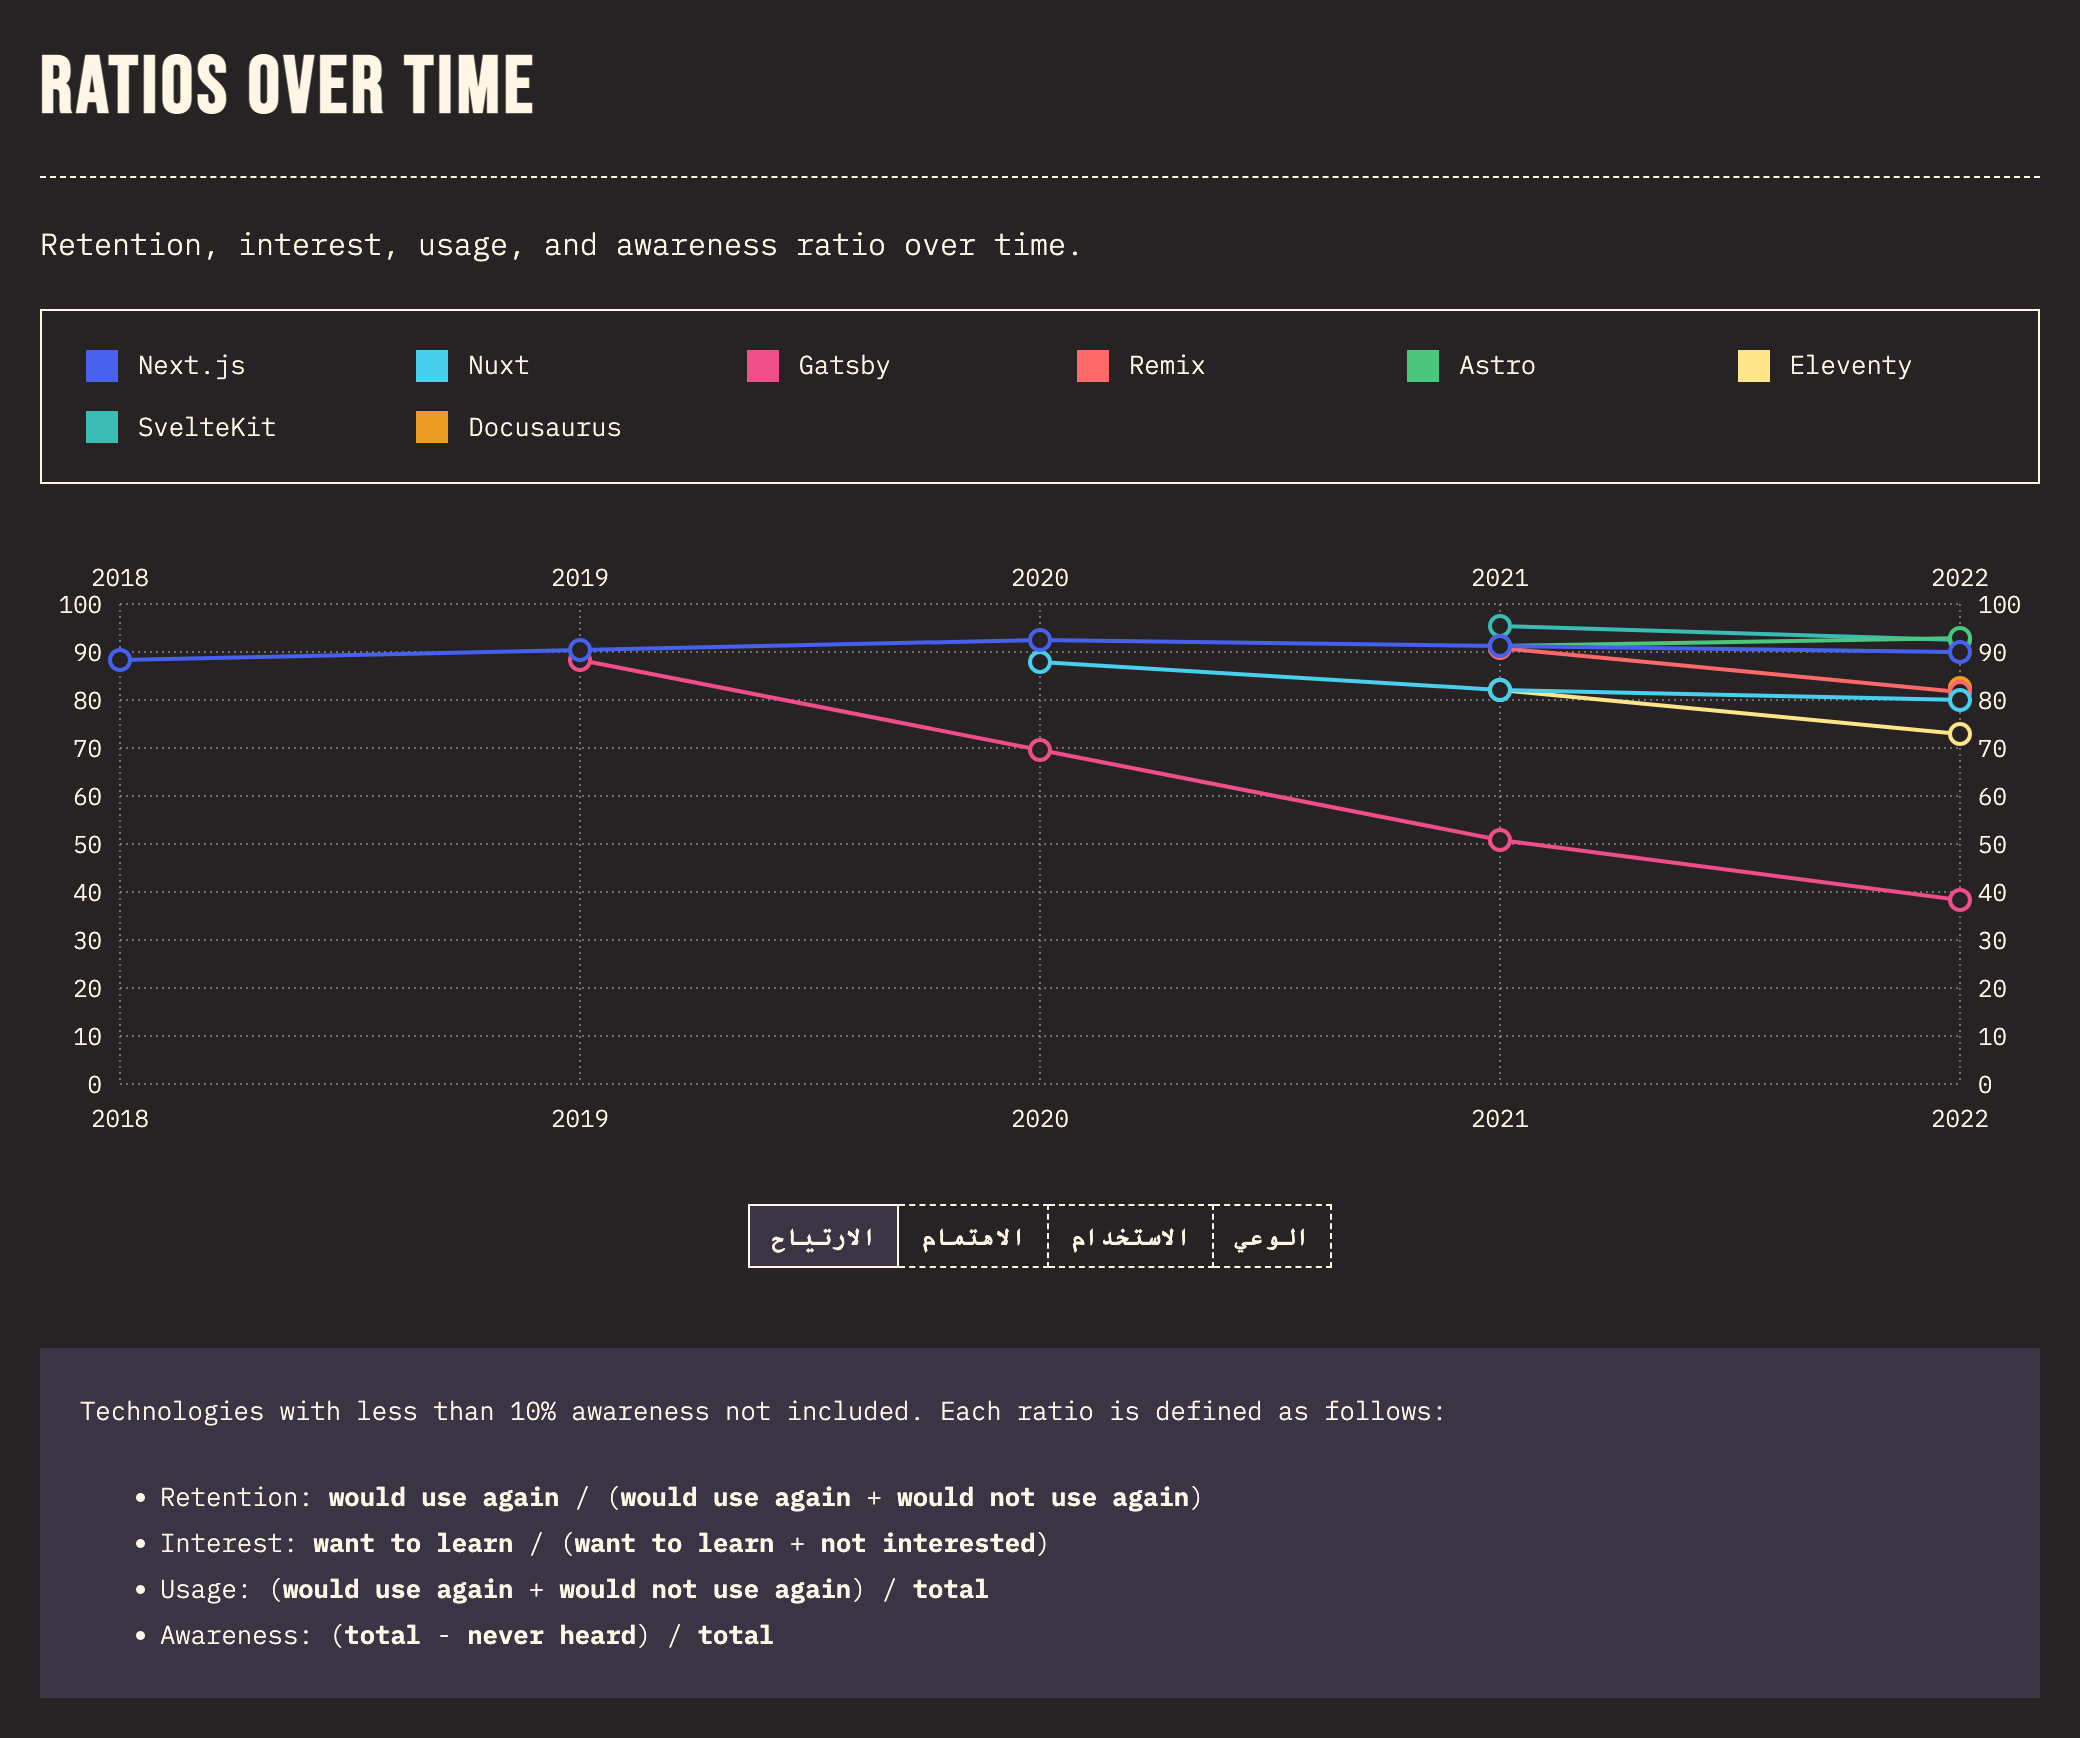 RATIOS OVER TIME
Retention, interest, usage, and awareness ratio over time.
Next.js Nuxt Gatsby Remix Astro Eleventy
SvelteKit Docusaurus
2018 2019 2020 2021 2022
100 100
90 90
80 80
70 70
60 60
50 50
40 40
30 30
20 20
10 10
0 0
2018 2019 2020 2021 2022
الارتياح الاهتمام الاستخدام الوعي
Technologies with less than 10% awareness not included. Each ratio is defined as follows:
• Retention: would use again / (would use again + would not use again)
• Interest: want to learn / (want to learn + not interested)
• Usage: (would use again + would not use again) / total
• Awareness: (total - never heard) / total